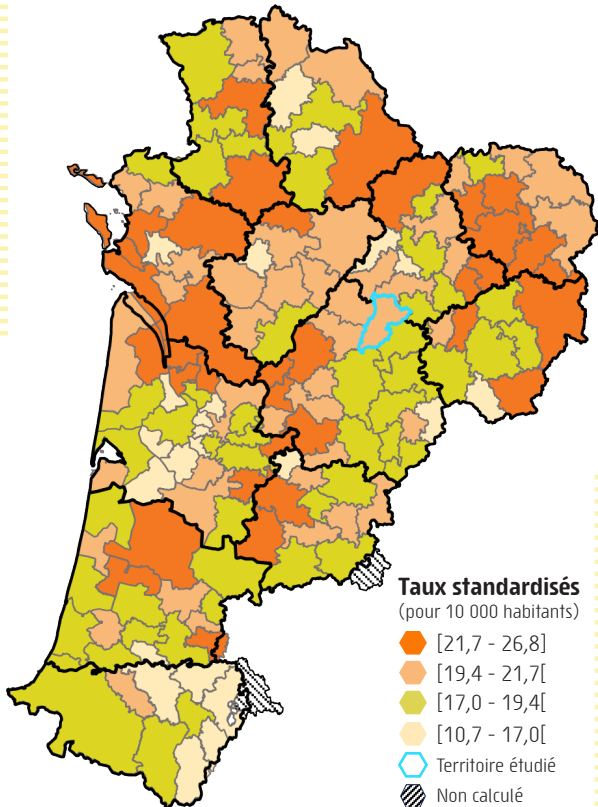 Taux standardisés
(pour 10 000 habitants)
[21,7 - 26,8]
[19,4 - 21,7[
[17,0 - 19,4[
[10,7 - 17,0[
Territoire étudié
Non calculé